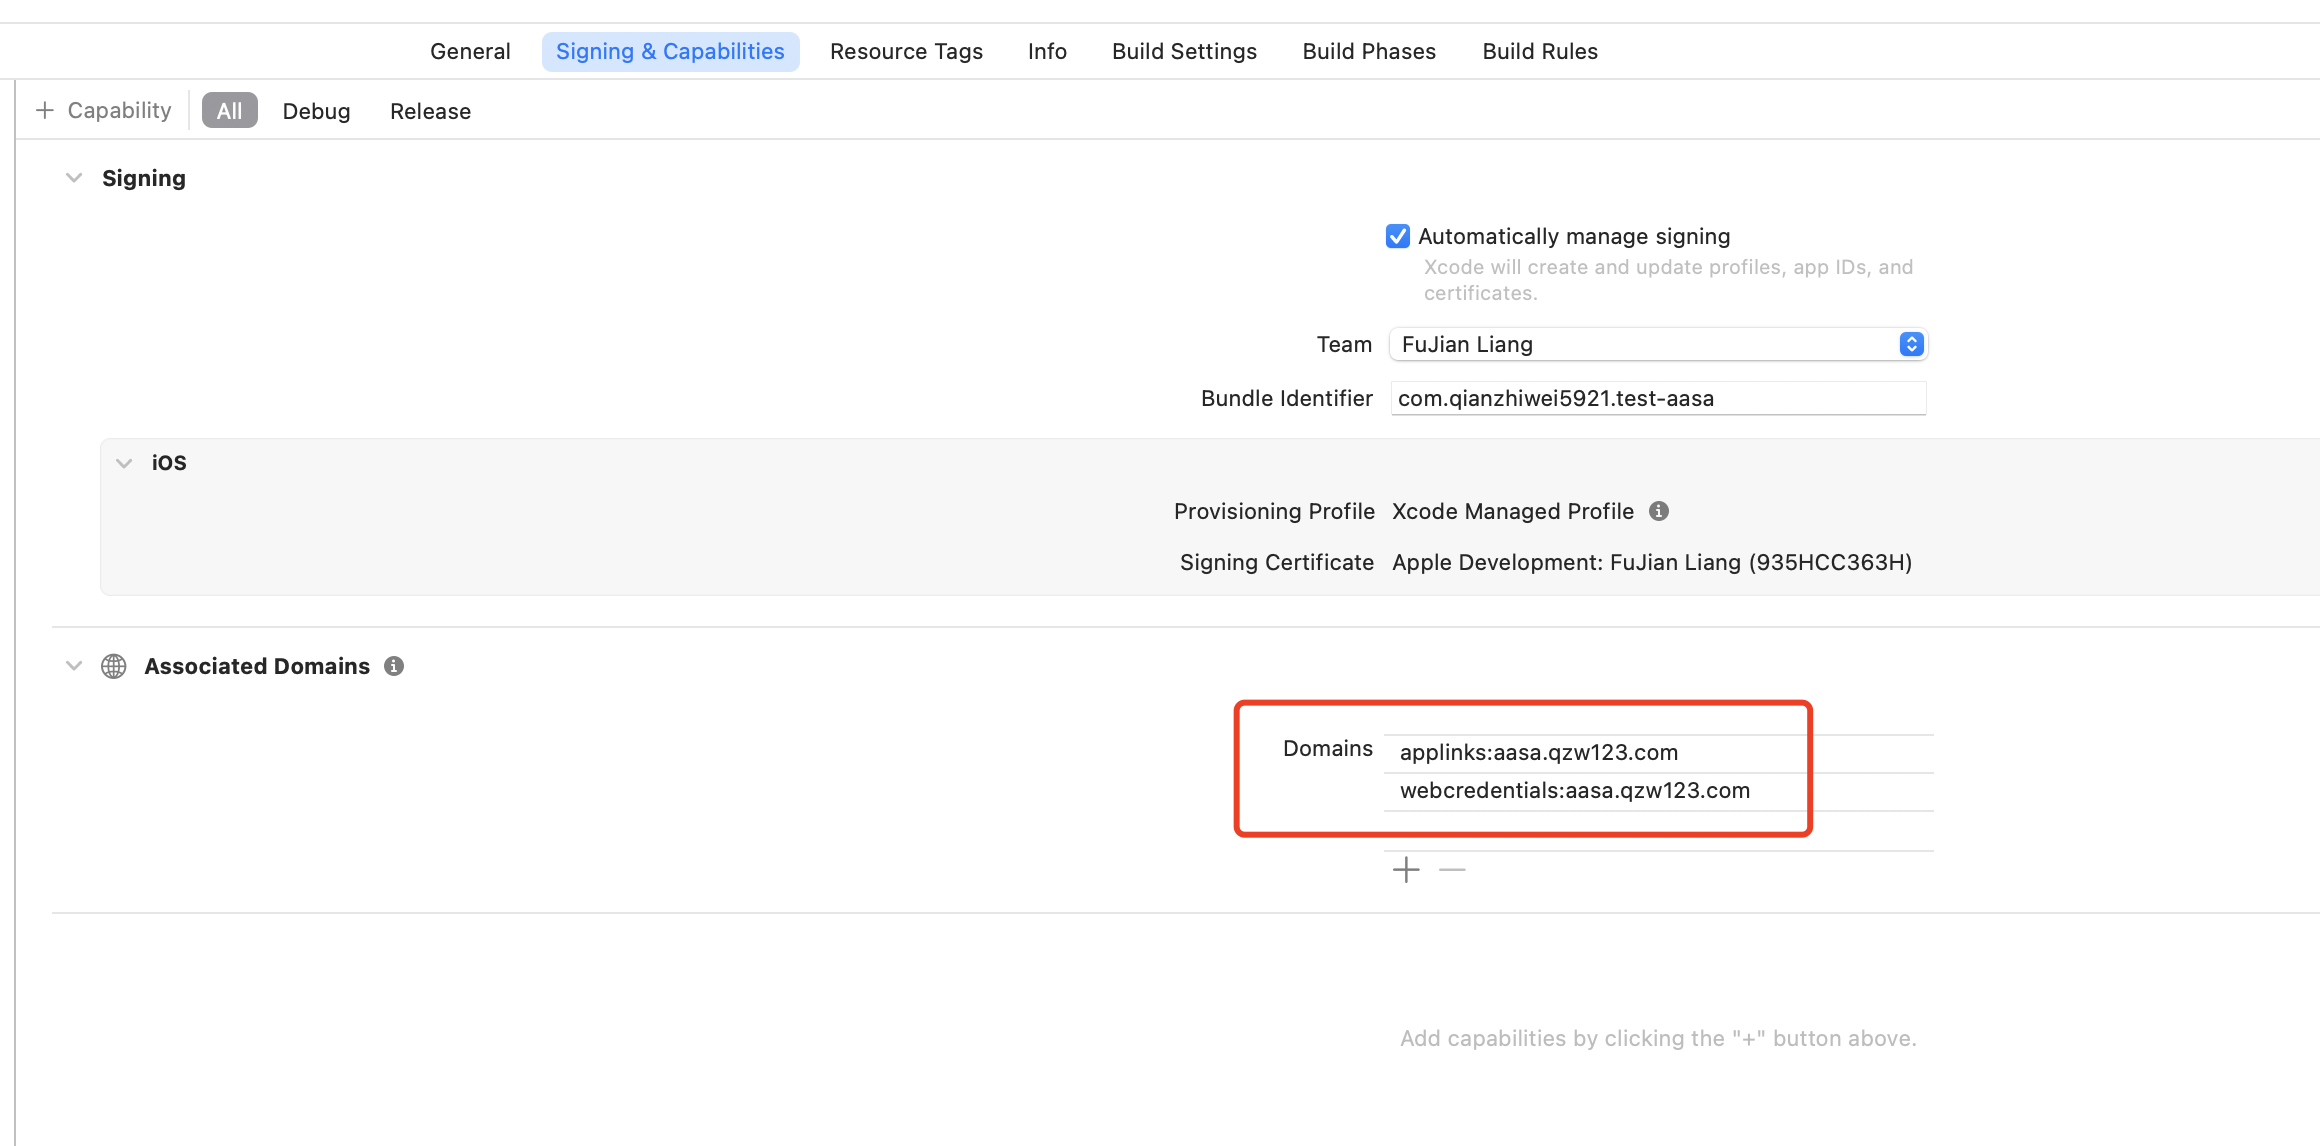 General Signing & Capabilities Resource Tags Info Build Settings Build Phases Build Rules
+ Capability All Debug Release
Signing
Automatically manage signing
Xcode will create and update profiles, app IDs, and
certificates.
Team FuJian Liang
Bundle Identifier com.qianzhiwei5921.test-aasa
iOS
Provisioning Profile Xcode Managed Profile
Signing Certificate Apple Development: FuJian Liang (935HCC363H)
Associated Domains
Domains applinks:aasa.qzw123.com
webcredentials:aasa.qzw123.com
Add capabilities by clicking the "+" button above.